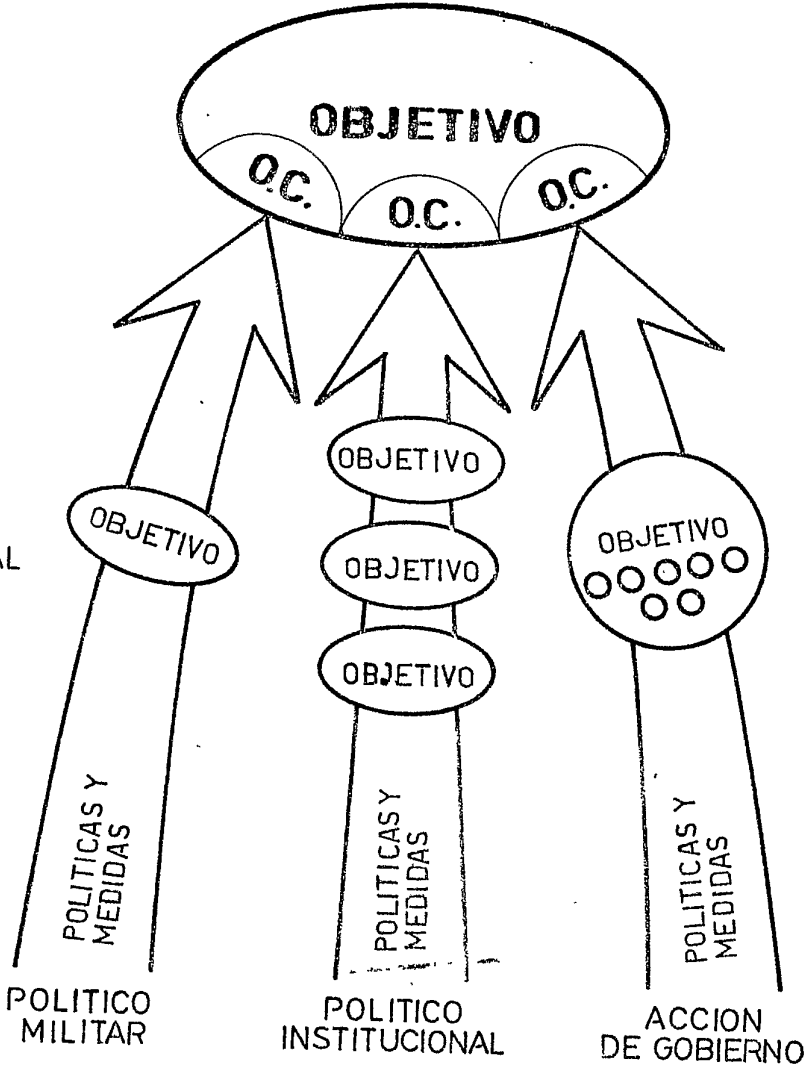 OBJETIVO
O.C.
O.C.
O.C.
OBJETIVO
OBJETIVO
OBJETIVO
OBJETIVO
OBJETIVO
AL
POLITICAS Y
MEDIDAS
POLITICAS Y
MEDIDAS
POLITICAS Y
MEDIDAS
POLITICO
MILITAR
POLITICO
INSTITUCIONAL
ACCION
DE GOBIERNO